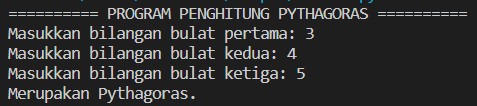 ========== PROGRAM PENGHITUNG PYTHAGORAS ==========
Masukkan bilangan bulat pertama: 3
Masukkan bilangan bulat kedua: 4
Masukkan bilangan bulat ketiga: 5
Merupakan Pythagoras.